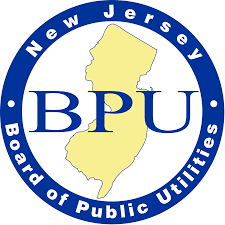 New Jersey
BPU
Board of Public Utilities